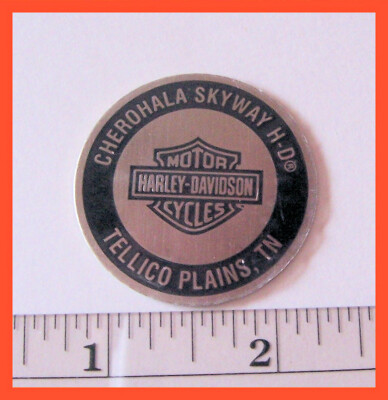 CHEROHALA SKYWAY H-D®
MOTOR
HARLEY-DAVIDSON
CYCLES
TELLICO PLAINS, TN
1 2